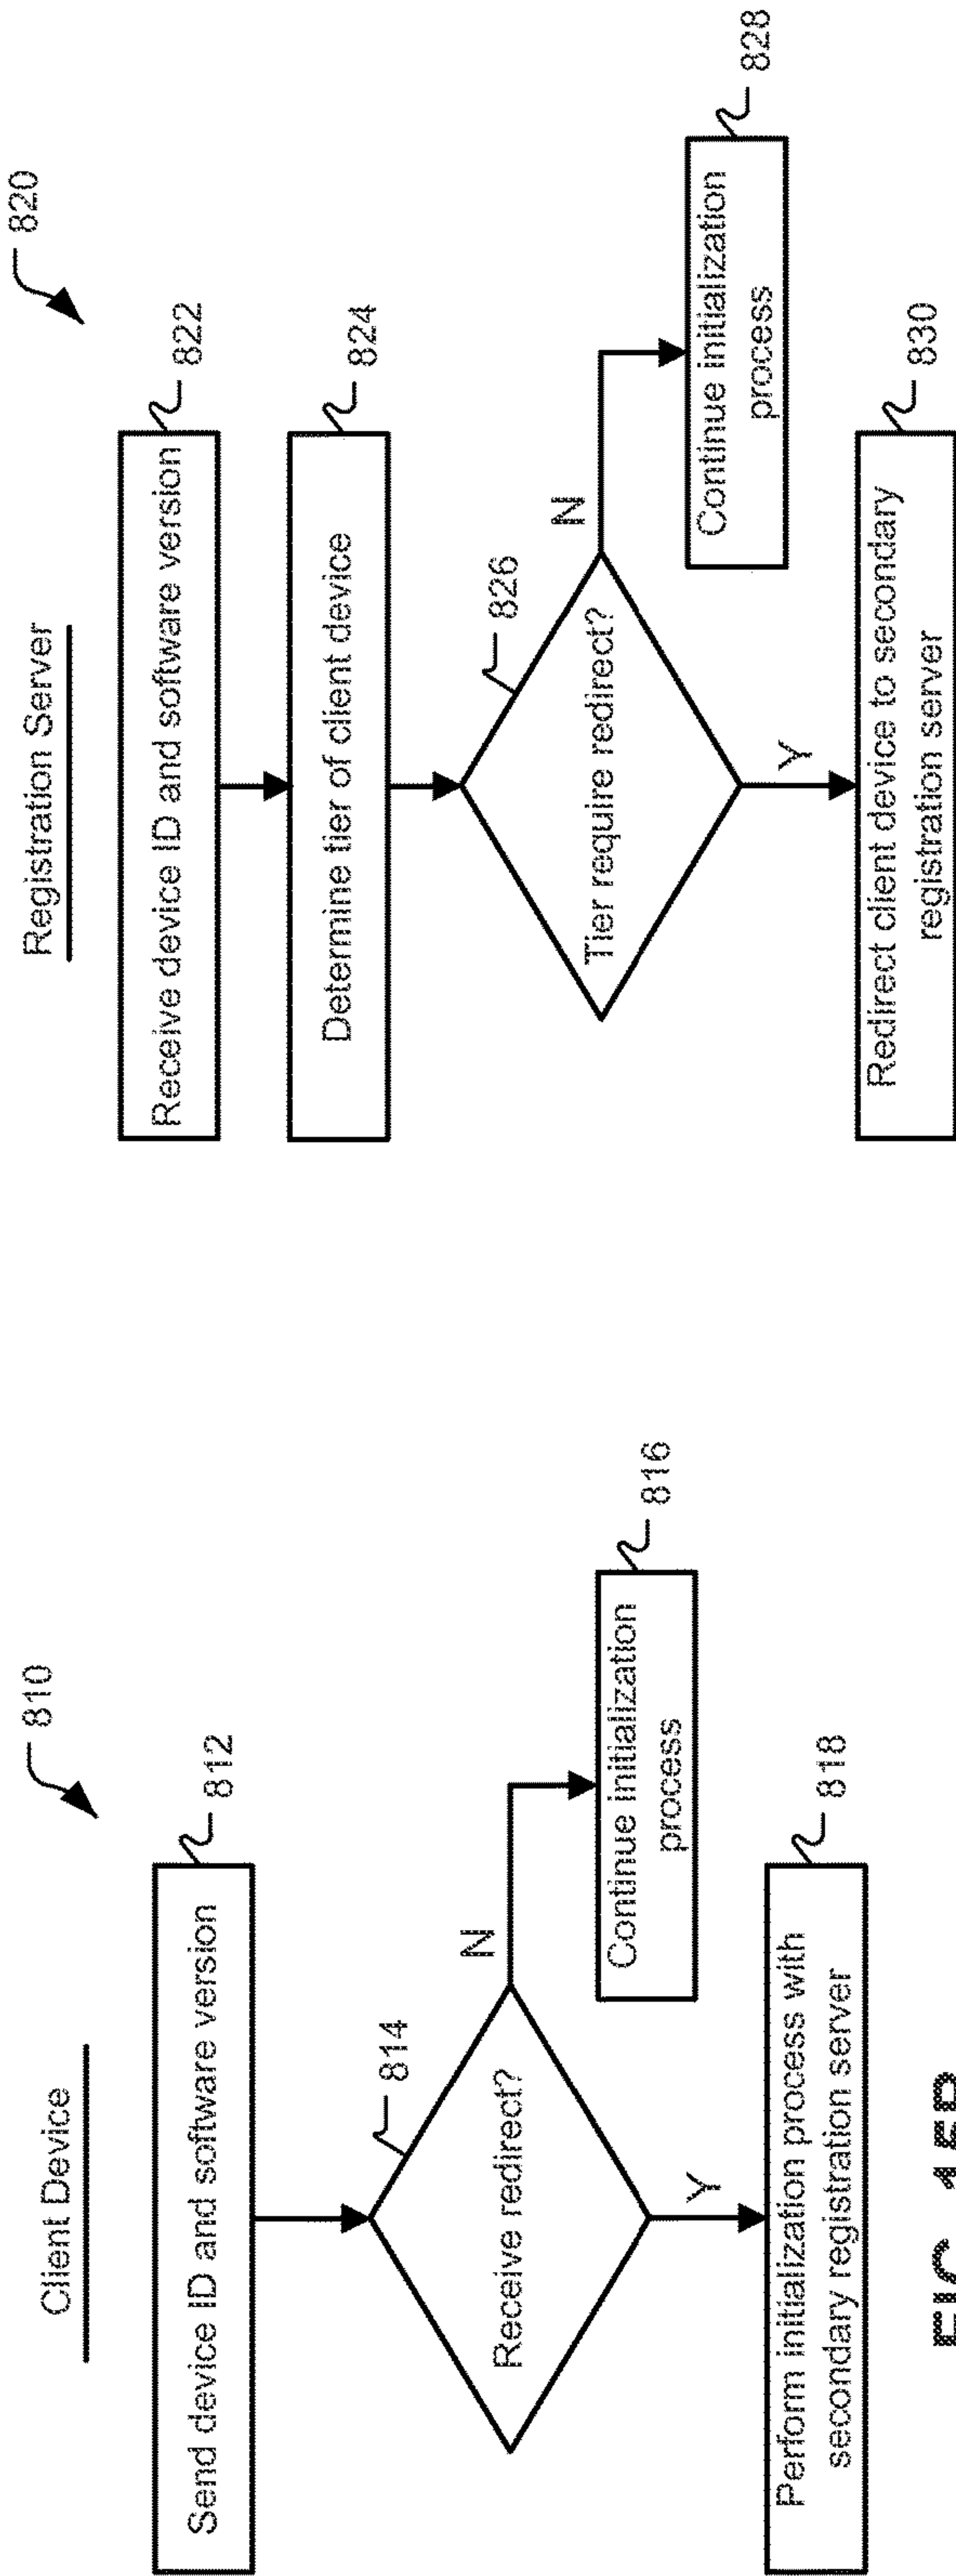 Client Device
810
Send device ID and software version
812
814
Receive redirect?
N
Continue initialization
process
816
Y
Perform initialization process with
secondary registration server
818
Registration Server
820
Receive device ID and software version
822
Determine tier of client device
824
826
Tier require redirect?
N
Continue initialization
process
828
Y
Redirect client device to secondary
registration server
830